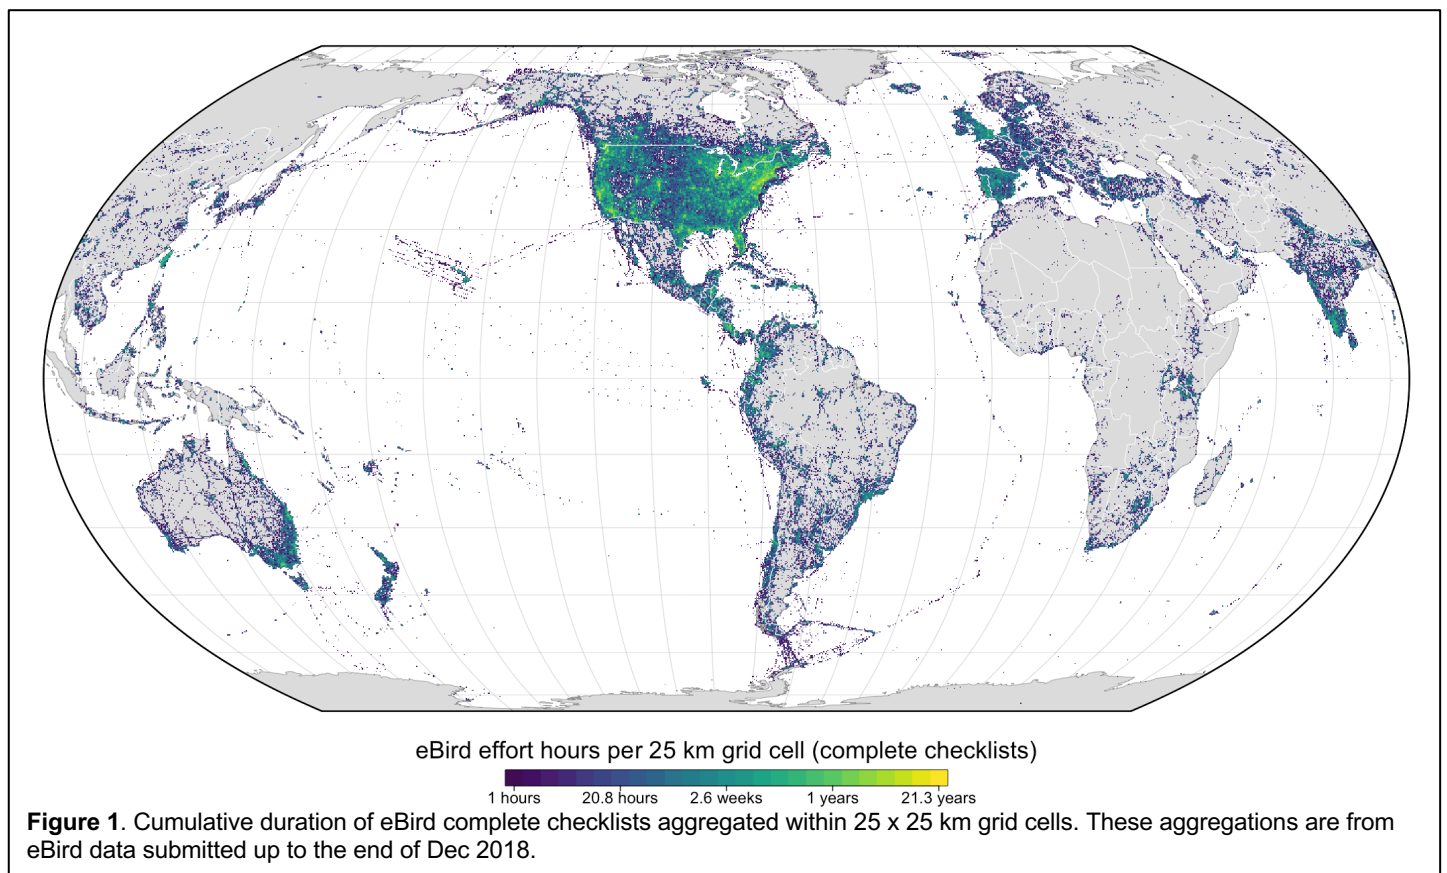 eBird effort hours per 25 km grid cell (complete checklists)
1 hours 20.8 hours 2.6 weeks 1 years 21.3 years
Figure 1. Cumulative duration of eBird complete checklists aggregated within 25 x 25 km grid cells. These aggregations are from
eBird data submitted up to the end of Dec 2018.